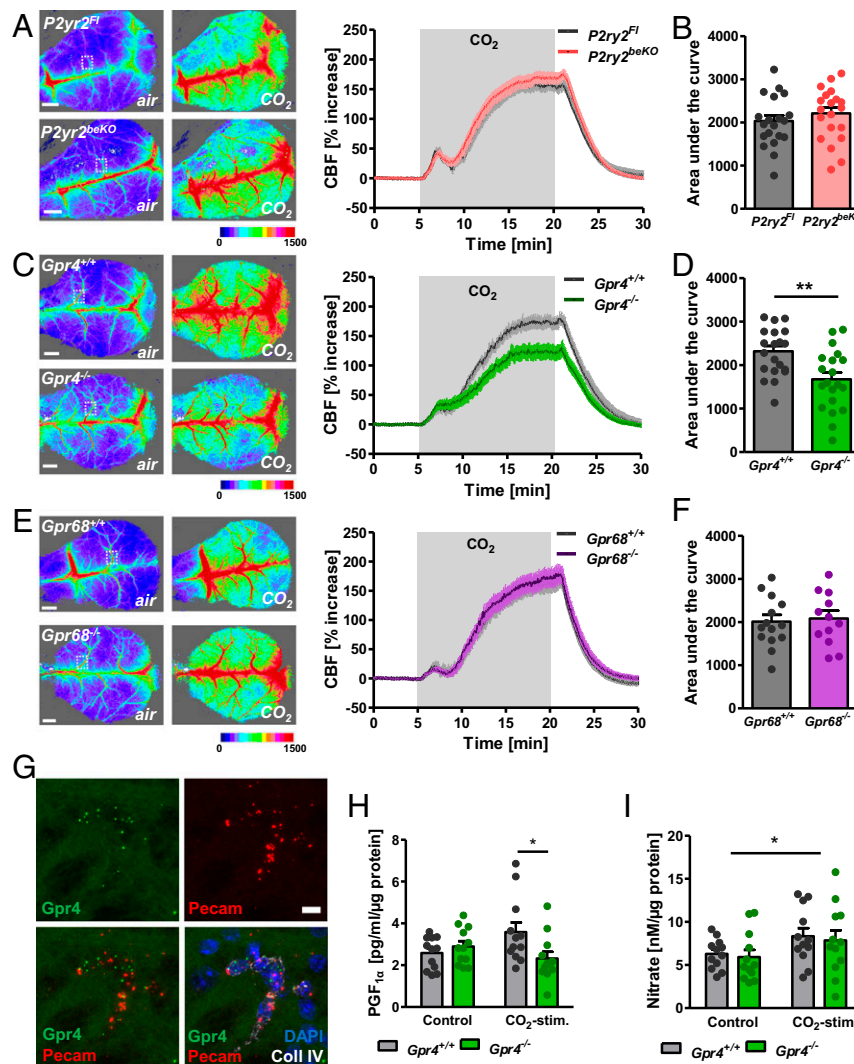 A
P2yr2Fl
air
CO2
P2yr2beKO
air
CO2
0 1500
CBF [% increase]
250
200
150
100
50
0
-50
CO2
P2ry2Fl
P2ry2beKO
0 5 10 15 20 25 30
Time [min]
B
Area under the curve
4000
3000
2000
1000
0
P2ry2Fl P2ry2beK
C
Gpr4+/+
air
CO2
Gpr4-/-
air
CO2
0 1500
CBF [% increase]
250
200
150
100
50
0
-50
CO2
Gpr4+/+
Gpr4-/-
0 5 10 15 20 25 30
Time [min]
D
Area under the curve
4000
3000
2000
1000
0
**
Gpr4+/+ Gpr4-/-
E
Gpr68+/+
air
CO2
Gpr68-/-
air
CO2
0 1500
CBF [% increase]
250
200
150
100
50
0
-50
CO2
Gpr68+/+
Gpr68-/-
0 5 10 15 20 25 30
Time [min]
F
Area under the curve
4000
3000
2000
1000
0
Gpr68+/+ Gpr68-/-
G
Gpr4
Pecam
Gpr4
Pecam
Gpr4 DAPI
Pecam Coll IV
H
PGF1α [pg/ml/µg protein]
8
6
4
2
0
*
Control CO2-stim.
Gpr4+/+ Gpr4-/-
I
Nitrate [nM/µg protein]
20
15
10
5
0
*
Control CO2-stim.
Gpr4+/+ Gpr4-/-